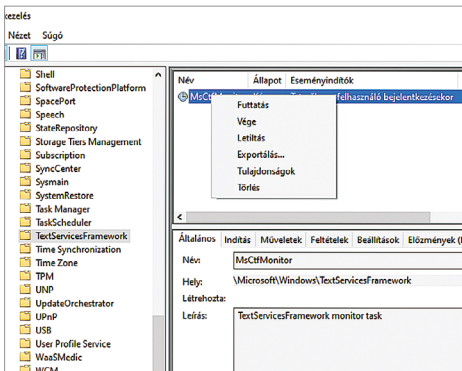 kezelés
Nézet Súgó
Shell
SoftwareProtectionPlatform
SpacePort
Speech
StateRepository
Storage Tiers Management
Subscription
SyncCenter
Sysmain
SystemRestore
Task Manager
TaskScheduler
TextServicesFramework
Time Synchronization
Time Zone
TPM
UNP
UpdateOrchestrator
UPnP
USB
User Profile Service
WaaSMedic
WCM
Név Állapot Eseményindítók
felhasználó bejelentkezésekor
Futtatás
Vége
Letiltás
Exportálás...
Tulajdonságok
Törlés
Általános Indítás Műveletek Feltételek Beállítások Előzmények (l
Név: MsCtfMonitor
Hely: \Microsoft\Windows\TextServicesFramework
Létrehozta:
Leírás: TextServicesFramework monitor task